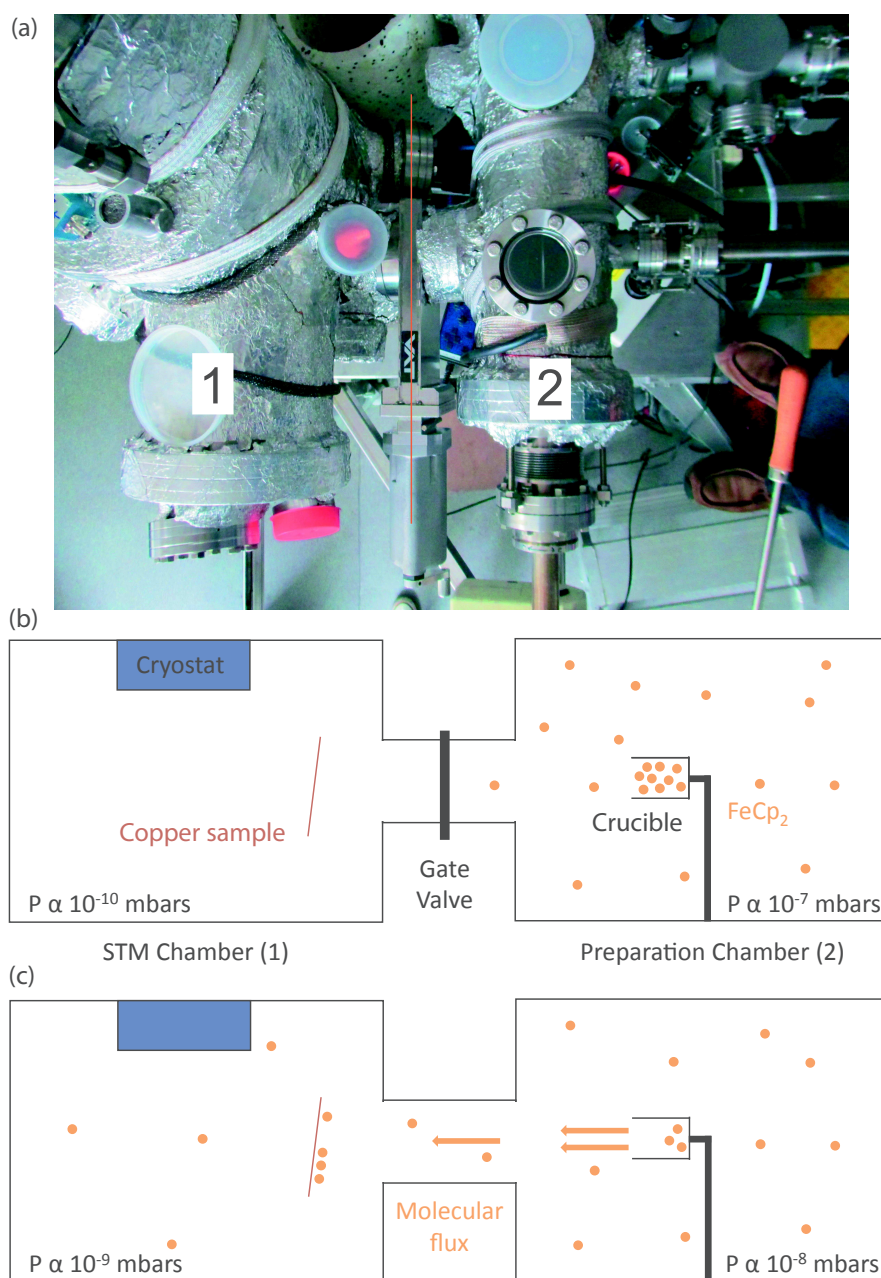 (a)
1
2
VAT
(b)
Cryostat
Copper sample
Crucible
FeCp₂
Gate
Valve
P α 10⁻¹⁰ mbars
P α 10⁻⁷ mbars
STM Chamber (1)
Preparation Chamber (2)
(c)
Molecular
flux
P α 10⁻⁹ mbars
P α 10⁻⁸ mbars